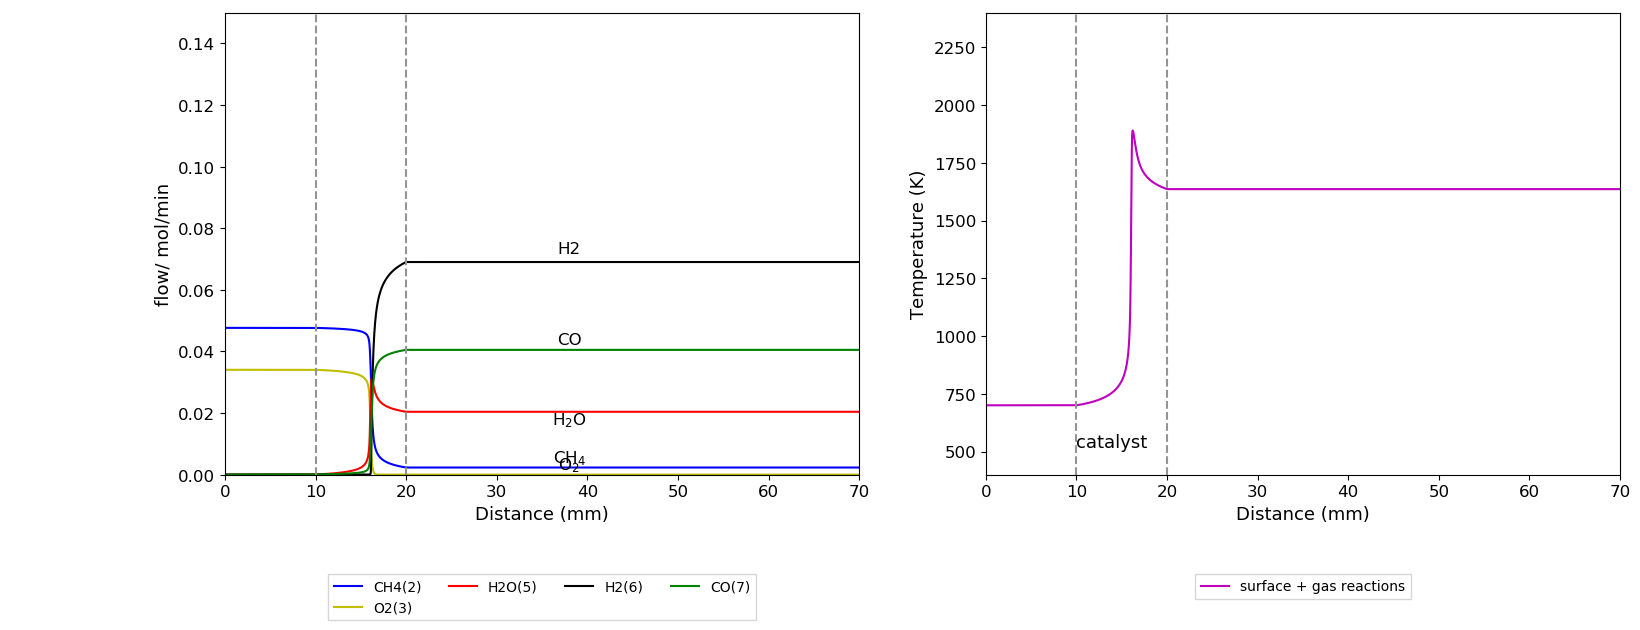 0.14
0.12
0.10
0.08
0.06
0.04
0.02
0.00
flow/ mol/min
H2
CO
H₂O
CH₄
O₂
0 10 20 30 40 50 60 70
Distance (mm)
CH4(2) H2O(5) H2(6) CO(7)
O2(3)
2250
2000
1750
1500
1250
1000
750
500
Temperature (K)
catalyst
0 10 20 30 40 50 60 70
Distance (mm)
surface + gas reactions